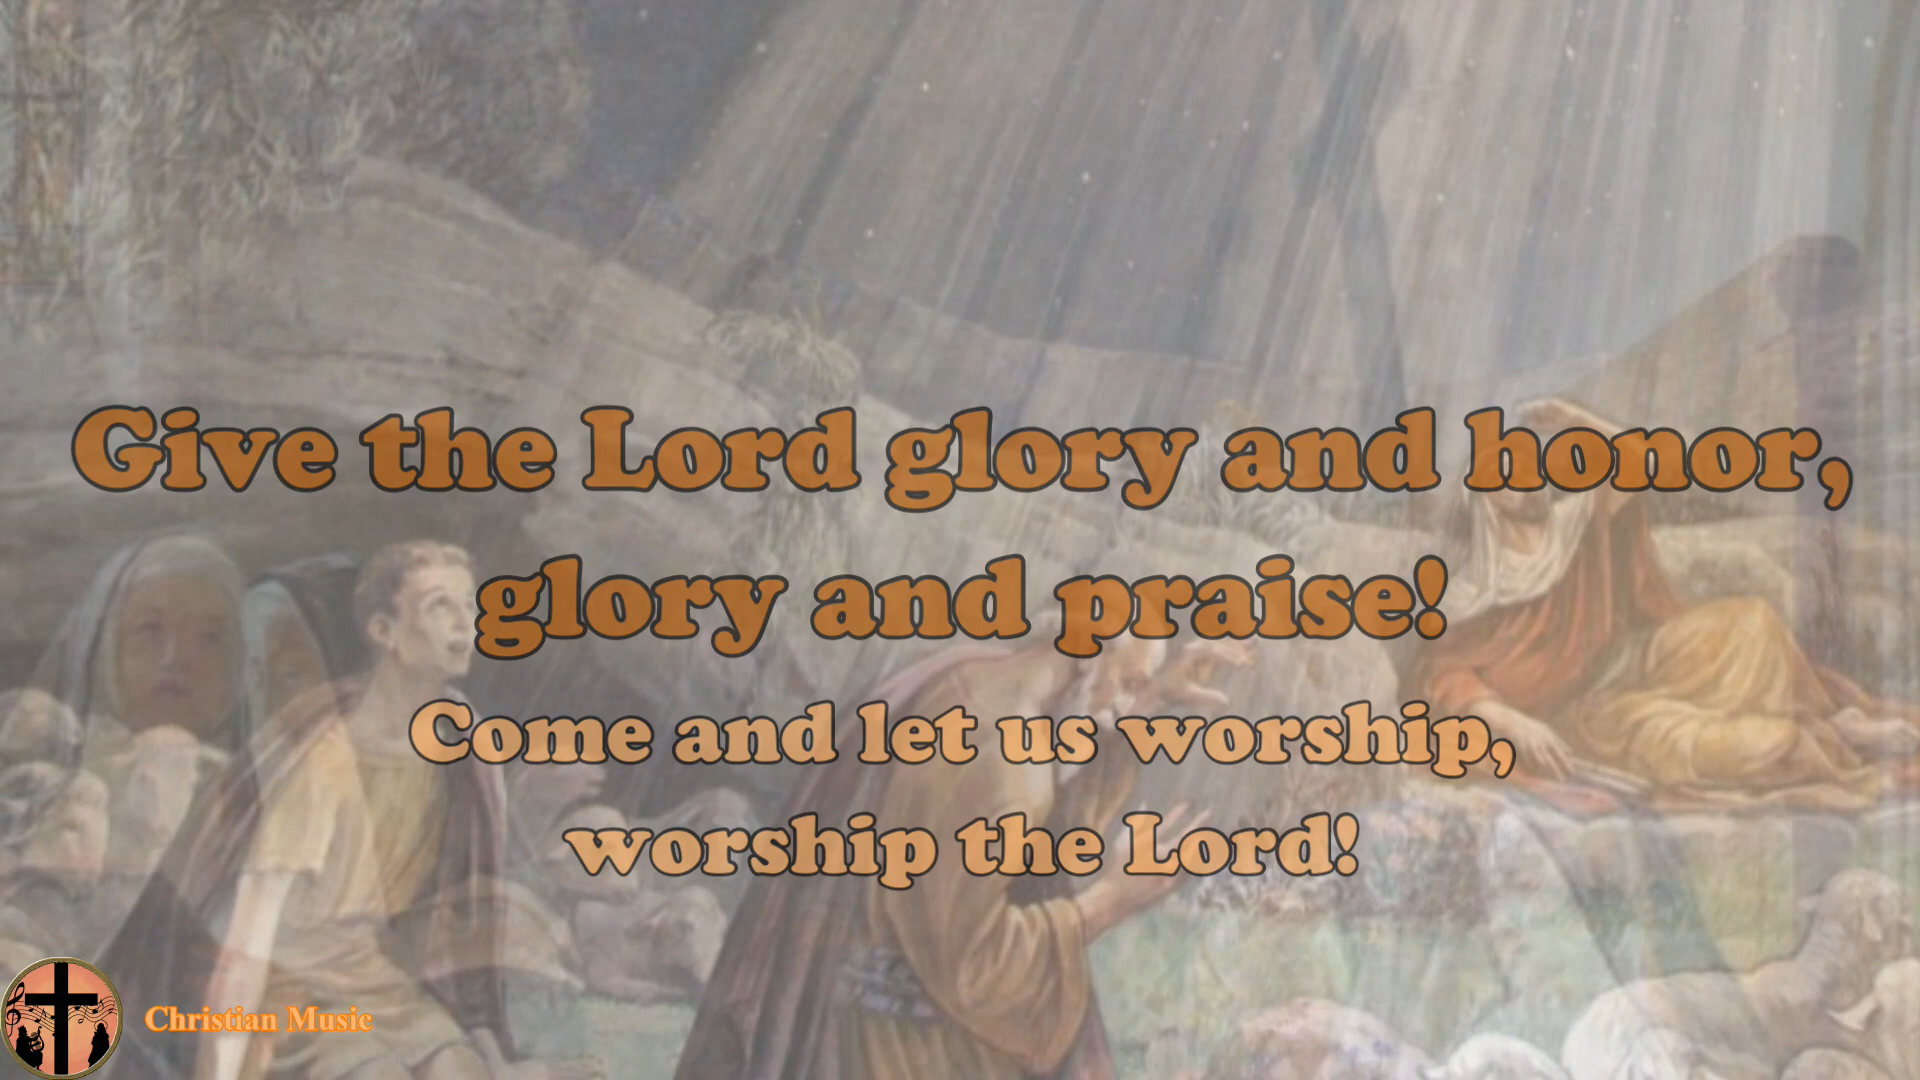 Give the Lord glory and honor,
glory and praise!
Come and let us worship,
worship the Lord!
Christian Music